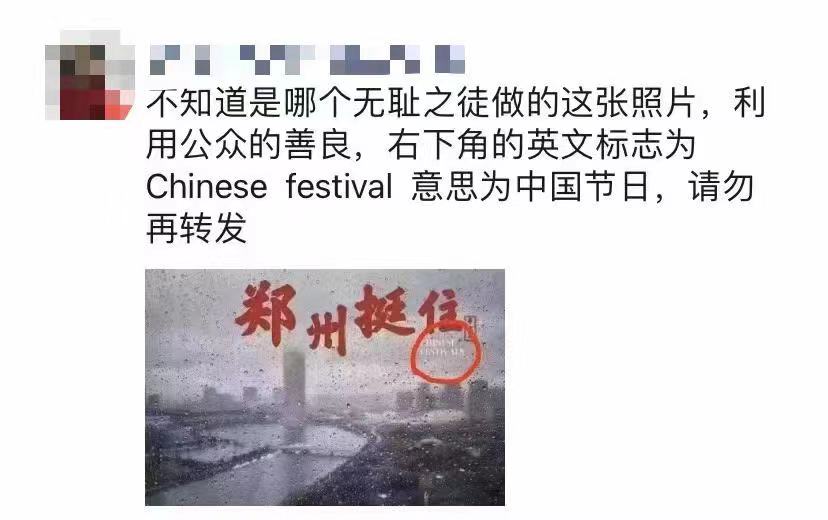 不知道是哪个无耻之徒做的这张照片，利
用公众的善良，右下角的英文标志为
Chinese festival 意思为中国节日，请勿
再转发
郑州挺住
CHINESE
FESTIVALS